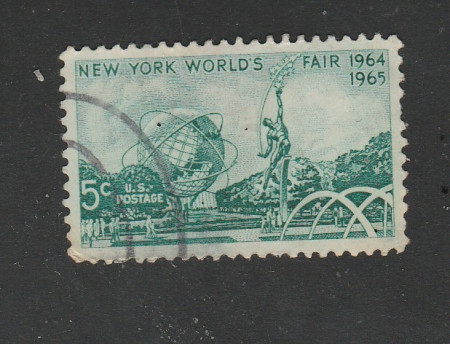 NEW YORK WORLD'S FAIR 1964
1965
5c U.S.
POSTAGE